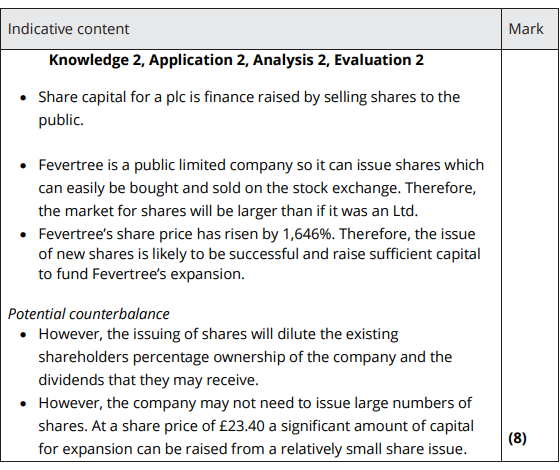 Indicative content Mark
Knowledge 2, Application 2, Analysis 2, Evaluation 2
• Share capital for a plc is finance raised by selling shares to the
public.
• Fevertree is a public limited company so it can issue shares which
can easily be bought and sold on the stock exchange. Therefore,
the market for shares will be larger than if it was an Ltd.
• Fevertree’s share price has risen by 1,646%. Therefore, the issue
of new shares is likely to be successful and raise sufficient capital
to fund Fevertree’s expansion.
Potential counterbalance
• However, the issuing of shares will dilute the existing
shareholders percentage ownership of the company and the
dividends that they may receive.
• However, the company may not need to issue large numbers of
shares. At a share price of £23.40 a significant amount of capital
for expansion can be raised from a relatively small share issue. (8)